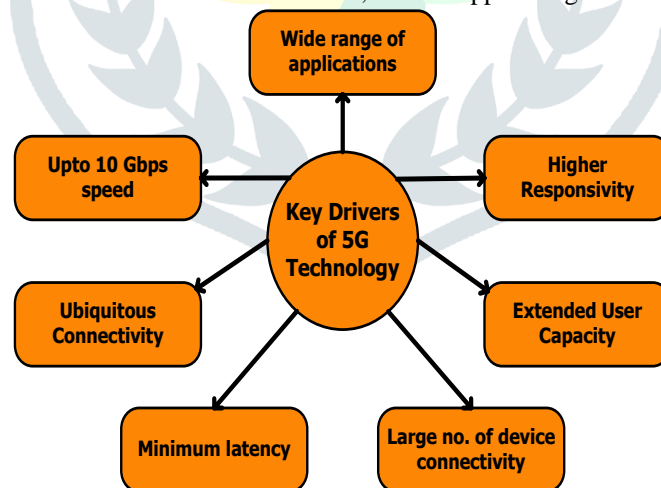 Wide range of
applications
Upto 10 Gbps
speed
Higher
Responsivity
Key Drivers
of 5G
Technology
Ubiquitous
Connectivity
Extended User
Capacity
Minimum latency
Large no. of device
connectivity